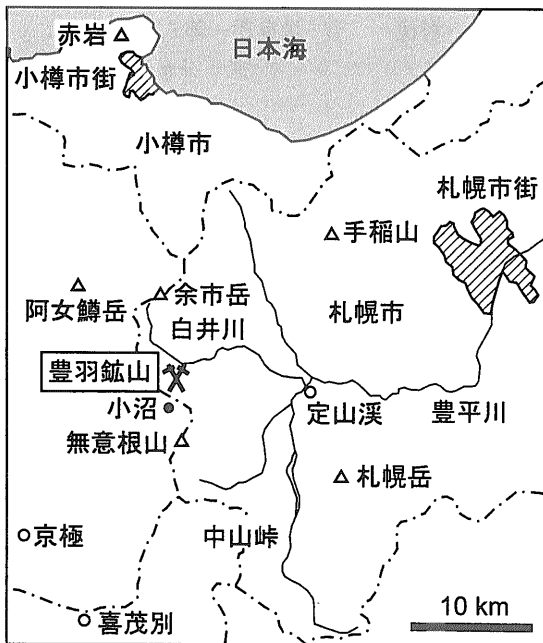 赤岩
日本海
小樽市街
小樽市
札幌市街
手稲山
余市岳
阿女鱒岳
白井川
札幌市
豊羽鉱山
小沼
定山渓
豊平川
無意根山
札幌岳
京極
中山峠
喜茂別
10 km